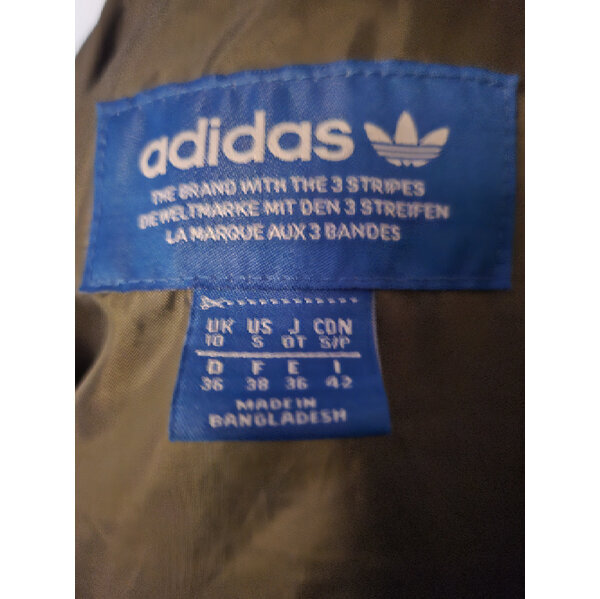 adidas
THE BRAND WITH THE 3 STRIPES
DIE WELTMARKE MIT DEN 3 STREIFEN
LA MARQUE AUX 3 BANDES
UK US J CDN
10 S OT S/P
D F E I
36 38 36 42
MADE IN
BANGLADESH